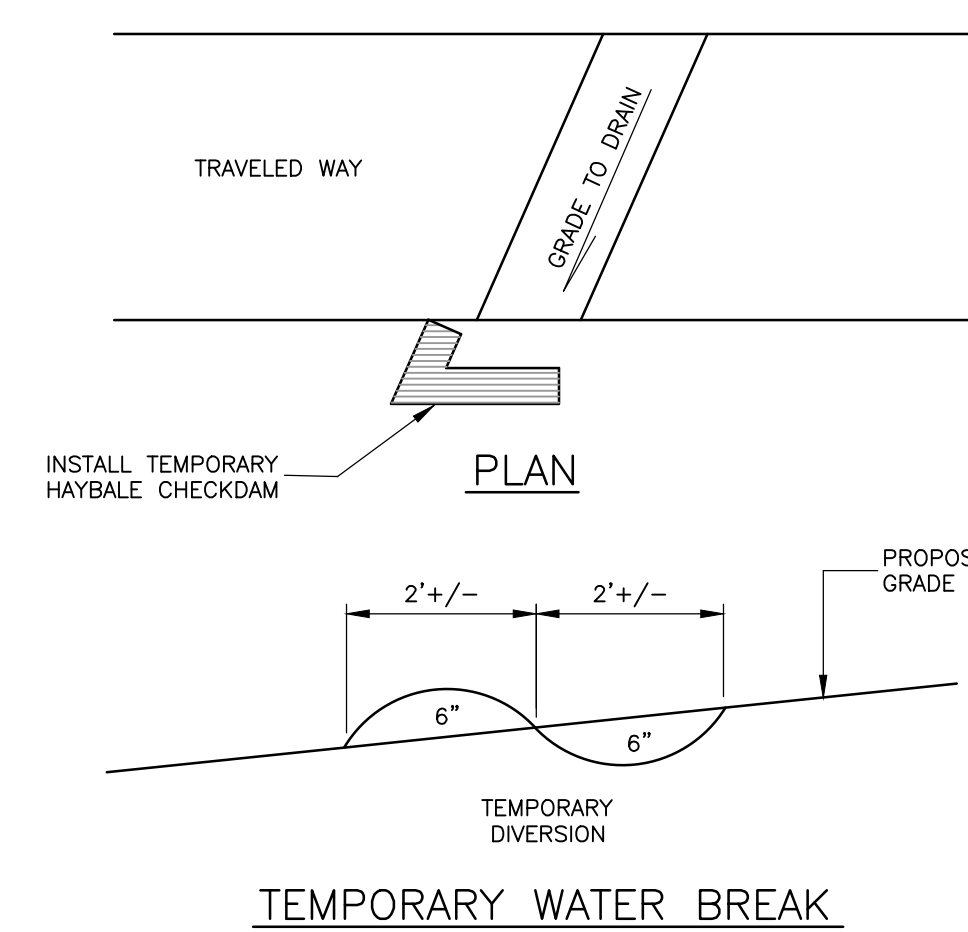 TRAVELED WAY
GRADE TO DRAIN
INSTALL TEMPORARY
HAYBALE CHECKDAM
PLAN
PROPOS
GRADE
2'+/-
2'+/-
6"
6"
TEMPORARY
DIVERSION
TEMPORARY WATER BREAK